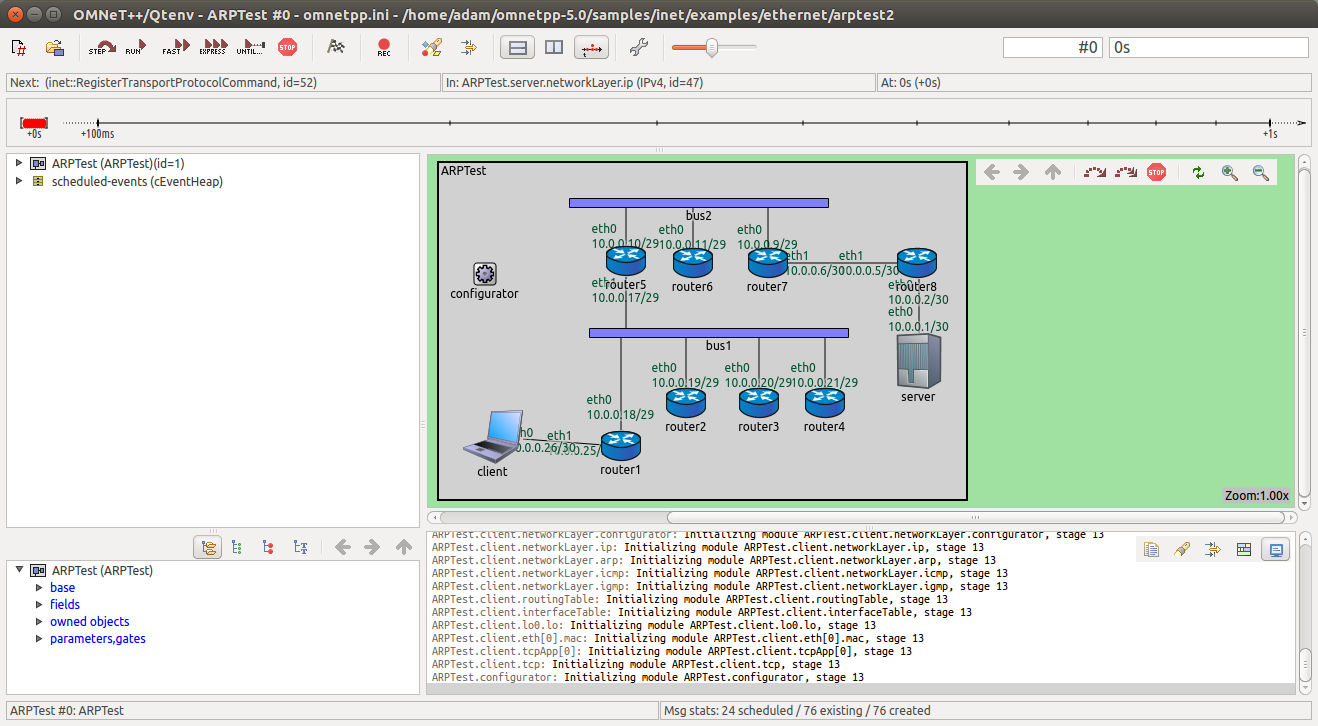 OMNeT++/Qtenv - ARPTest #0 - omnetpp.ini - /home/adam/omnetpp-5.0/samples/inet/examples/ethernet/arptest2
STEP RUN FAST EXPRESS UNTIL... STOP REC #0 0s
Next: (inet::RegisterTransportProtocolCommand, id=52) In: ARPTest.server.networkLayer.ip (IPv4, id=47) At: 0s (+0s)
+0s +100ms +1s
ARPTest (ARPTest)(id=1)
scheduled-events (cEventHeap)
ARPTest
STOP
bus2
eth0 eth0 eth0
10.0.0.10/29 10.0.0.11/29 10.0.0.9/29
eth1 eth1
10.0.0.6/30 10.0.0.5/30
router5 router6 router7 router8
eth1 eth0
10.0.0.17/29 10.0.0.2/30
configurator
eth0
10.0.0.1/30
bus1
eth0 eth0 eth0
10.0.0.19/29 10.0.0.20/29 10.0.0.21/29
server
eth0
10.0.0.18/29
router2 router3 router4
eth1
client router1
Zoom:1.00x
ARPTest (ARPTest)
base
fields
owned objects
parameters,gates
ARPTest.client.networkLayer.configurator: Initializing module ARPTest.client.networkLayer.configurator, stage 13
ARPTest.client.networkLayer.ip: Initializing module ARPTest.client.networkLayer.ip, stage 13
ARPTest.client.networkLayer.arp: Initializing module ARPTest.client.networkLayer.arp, stage 13
ARPTest.client.networkLayer.icmp: Initializing module ARPTest.client.networkLayer.icmp, stage 13
ARPTest.client.networkLayer.igmp: Initializing module ARPTest.client.networkLayer.igmp, stage 13
ARPTest.client.routingTable: Initializing module ARPTest.client.routingTable, stage 13
ARPTest.client.interfaceTable: Initializing module ARPTest.client.interfaceTable, stage 13
ARPTest.client.lo0.lo: Initializing module ARPTest.client.lo0.lo, stage 13
ARPTest.client.eth[0].mac: Initializing module ARPTest.client.eth[0].mac, stage 13
ARPTest.client.tcpApp[0]: Initializing module ARPTest.client.tcpApp[0], stage 13
ARPTest.client.tcp: Initializing module ARPTest.client.tcp, stage 13
ARPTest.configurator: Initializing module ARPTest.configurator, stage 13
ARPTest #0: ARPTest
Msg stats: 24 scheduled / 76 existing / 76 created